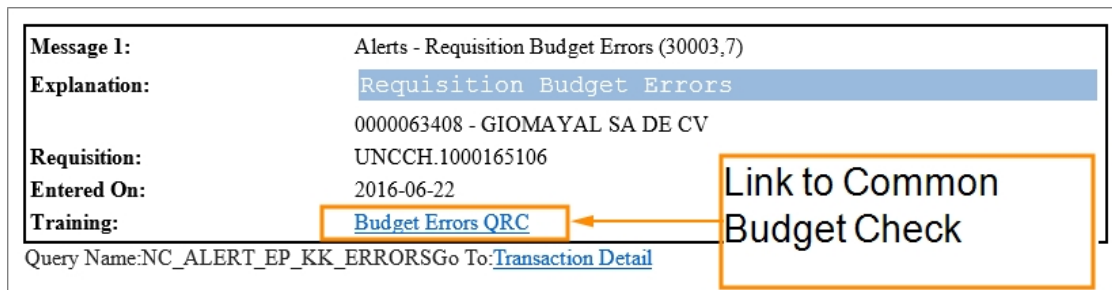 Message 1: Alerts - Requisition Budget Errors (30003,7)
Explanation: Requisition Budget Errors
0000063408 - GIOMAYAL SA DE CV
Requisition: UNCCH.1000165106
Entered On: 2016-06-22
Training: Budget Errors QRC
Link to Common
Budget Check
Query Name:NC_ALERT_EP_KK_ERRORSGo To:Transaction Detail